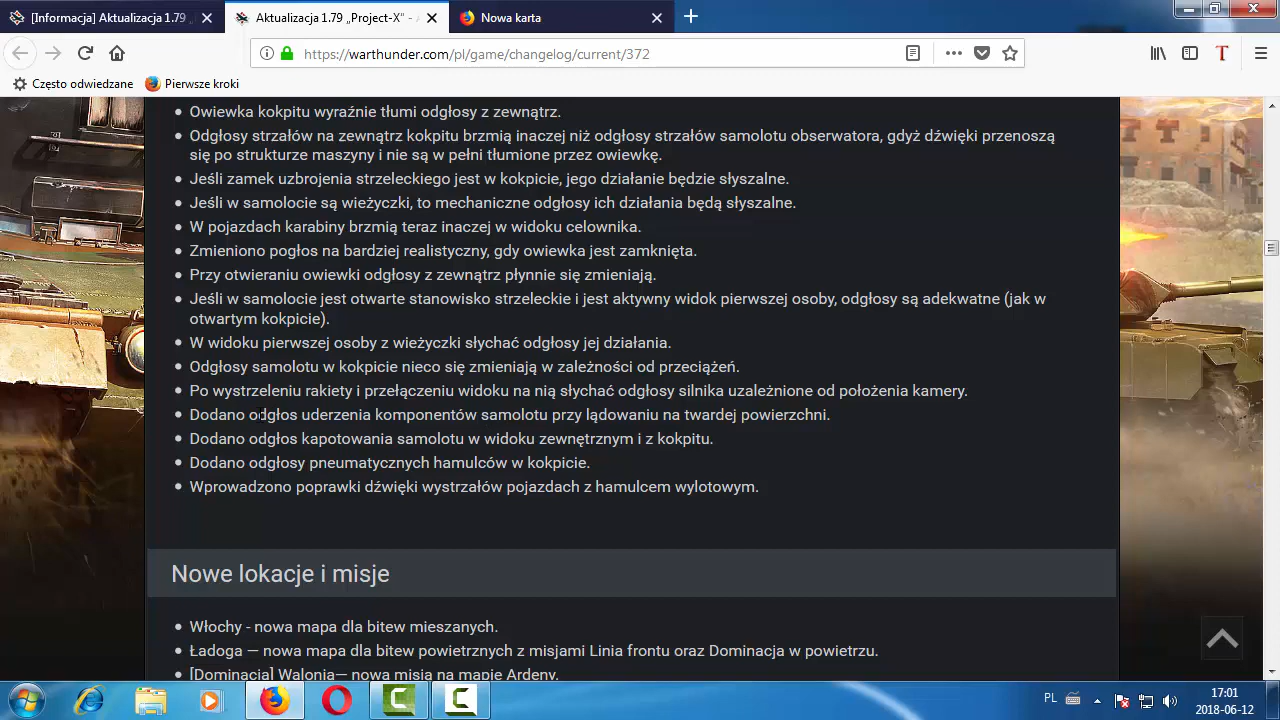 [Informacja] Aktualizacja 1.79 „
Aktualizacja 1.79 „Project-X” -
Nowa karta
https://warthunder.com/pl/game/changelog/current/372
Często odwiedzane
Pierwsze kroki
Owiewka kokpitu wyraźnie tłumi odgłosy z zewnątrz.
Odgłosy strzałów na zewnątrz kokpitu brzmią inaczej niż odgłosy strzałów samolotu obserwatora, gdyż dźwięki przenoszą
się po strukturze maszyny i nie są w pełni tłumione przez owiewkę.
Jeśli zamek uzbrojenia strzeleckiego jest w kokpicie, jego działanie będzie słyszalne.
Jeśli w samolocie są wieżyczki, to mechaniczne odgłosy ich działania będą słyszalne.
W pojazdach karabiny brzmią teraz inaczej w widoku celownika.
Zmieniono pogłos na bardziej realistyczny, gdy owiewka jest zamknięta.
Przy otwieraniu owiewki odgłosy z zewnątrz płynnie się zmieniają.
Jeśli w samolocie jest otwarte stanowisko strzeleckie i jest aktywny widok pierwszej osoby, odgłosy są adekwatne (jak w
otwartym kokpicie).
W widoku pierwszej osoby z wieżyczki słychać odgłosy jej działania.
Odgłosy samolotu w kokpicie nieco się zmieniają w zależności od przeciążeń.
Po wystrzeleniu rakiety i przełączeniu widoku na nią słychać odgłosy silnika uzależnione od położenia kamery.
Dodano odgłos uderzenia komponentów samolotu przy lądowaniu na twardej powierzchni.
Dodano odgłos kapotowania samolotu w widoku zewnętrznym i z kokpitu.
Dodano odgłosy pneumatycznych hamulców w kokpicie.
Wprowadzono poprawki dźwięki wystrzałów pojazdach z hamulcem wylotowym.
Nowe lokacje i misje
Włochy - nowa mapa dla bitew mieszanych.
Ładoga — nowa mapa dla bitew powietrznych z misjami Linia frontu oraz Dominacja w powietrzu.
[Dominacja] Walonia— nowa misja na mapie Ardeny.
PL
17:01
2018-06-12